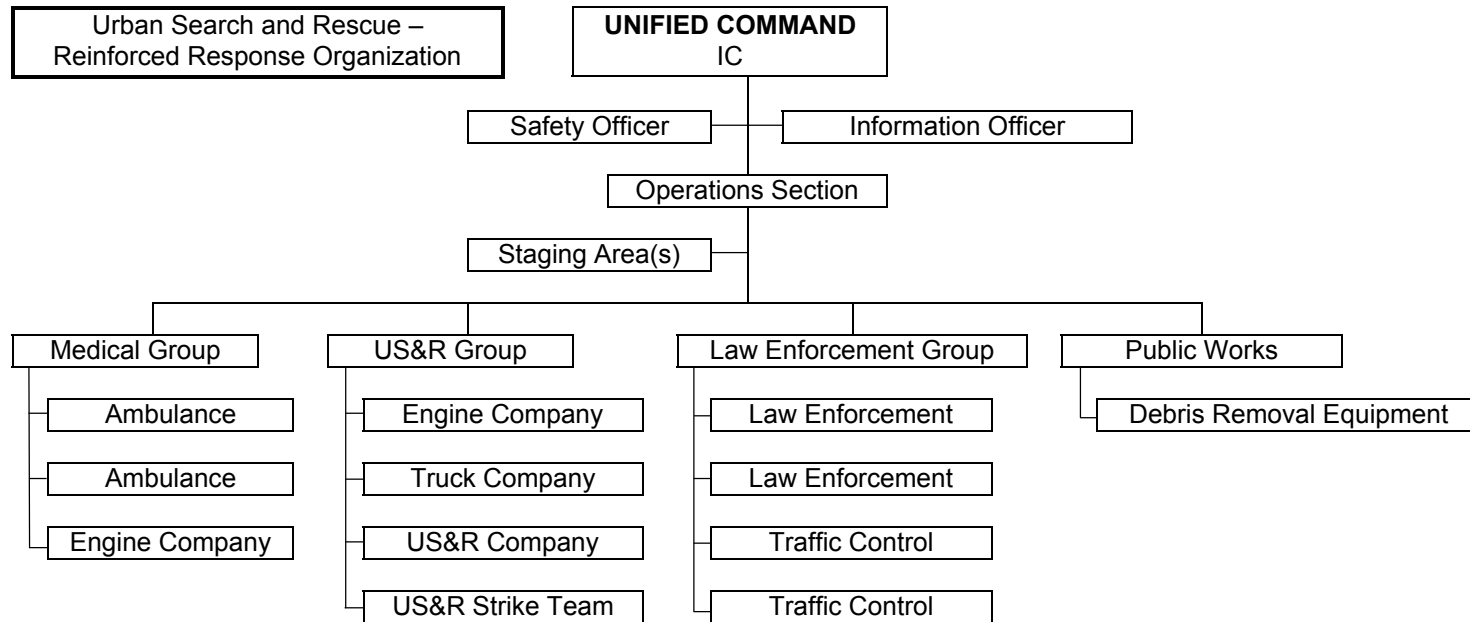 Urban Search and Rescue –
Reinforced Response Organization
UNIFIED COMMAND
IC
Safety Officer
Information Officer
Operations Section
Staging Area(s)
Medical Group
US&R Group
Law Enforcement Group
Public Works
Ambulance
Engine Company
Law Enforcement
Debris Removal Equipment
Ambulance
Truck Company
Law Enforcement
Engine Company
US&R Company
Traffic Control
US&R Strike Team
Traffic Control